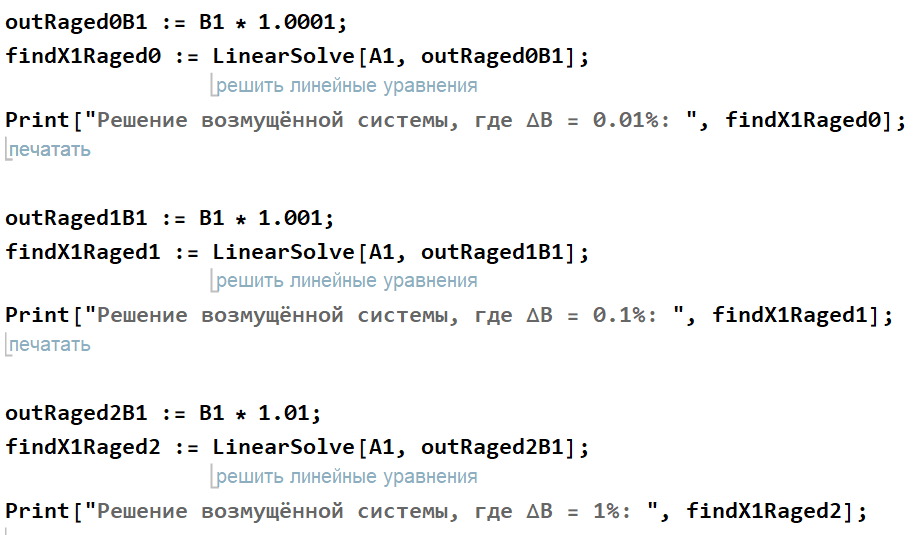 outRaged0B1 := B1 * 1.0001;
findX1Raged0 := LinearSolve[A1, outRaged0B1];
решить линейные уравнения
Print["Решение возмущённой системы, где ΔB = 0.01%: ", findX1Raged0];
печатать
outRaged1B1 := B1 * 1.001;
findX1Raged1 := LinearSolve[A1, outRaged1B1];
решить линейные уравнения
Print["Решение возмущённой системы, где ΔB = 0.1%: ", findX1Raged1];
печатать
outRaged2B1 := B1 * 1.01;
findX1Raged2 := LinearSolve[A1, outRaged2B1];
решить линейные уравнения
Print["Решение возмущённой системы, где ΔB = 1%: ", findX1Raged2];